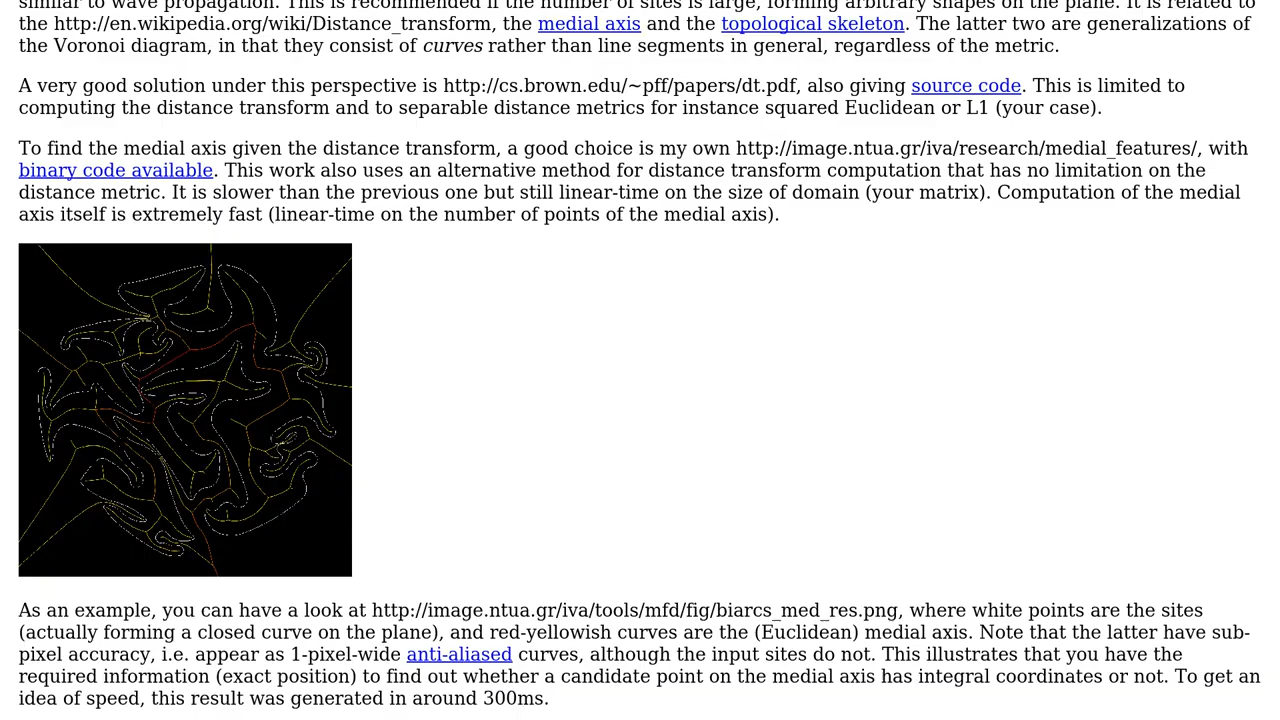 similar to wave propagation. This is recommended if the number of sites is large, forming arbitrary shapes on the plane. It is related to
the http://en.wikipedia.org/wiki/Distance_transform, the medial axis and the topological skeleton. The latter two are generalizations of
the Voronoi diagram, in that they consist of curves rather than line segments in general, regardless of the metric.
A very good solution under this perspective is http://cs.brown.edu/~pff/papers/dt.pdf, also giving source code. This is limited to
computing the distance transform and to separable distance metrics for instance squared Euclidean or L1 (your case).
To find the medial axis given the distance transform, a good choice is my own http://image.ntua.gr/iva/research/medial_features/, with
binary code available. This work also uses an alternative method for distance transform computation that has no limitation on the
distance metric. It is slower than the previous one but still linear-time on the size of domain (your matrix). Computation of the medial
axis itself is extremely fast (linear-time on the number of points of the medial axis).
As an example, you can have a look at http://image.ntua.gr/iva/tools/mfd/fig/biarcs_med_res.png, where white points are the sites
(actually forming a closed curve on the plane), and red-yellowish curves are the (Euclidean) medial axis. Note that the latter have sub-
pixel accuracy, i.e. appear as 1-pixel-wide anti-aliased curves, although the input sites do not. This illustrates that you have the
required information (exact position) to find out whether a candidate point on the medial axis has integral coordinates or not. To get an
idea of speed, this result was generated in around 300ms.